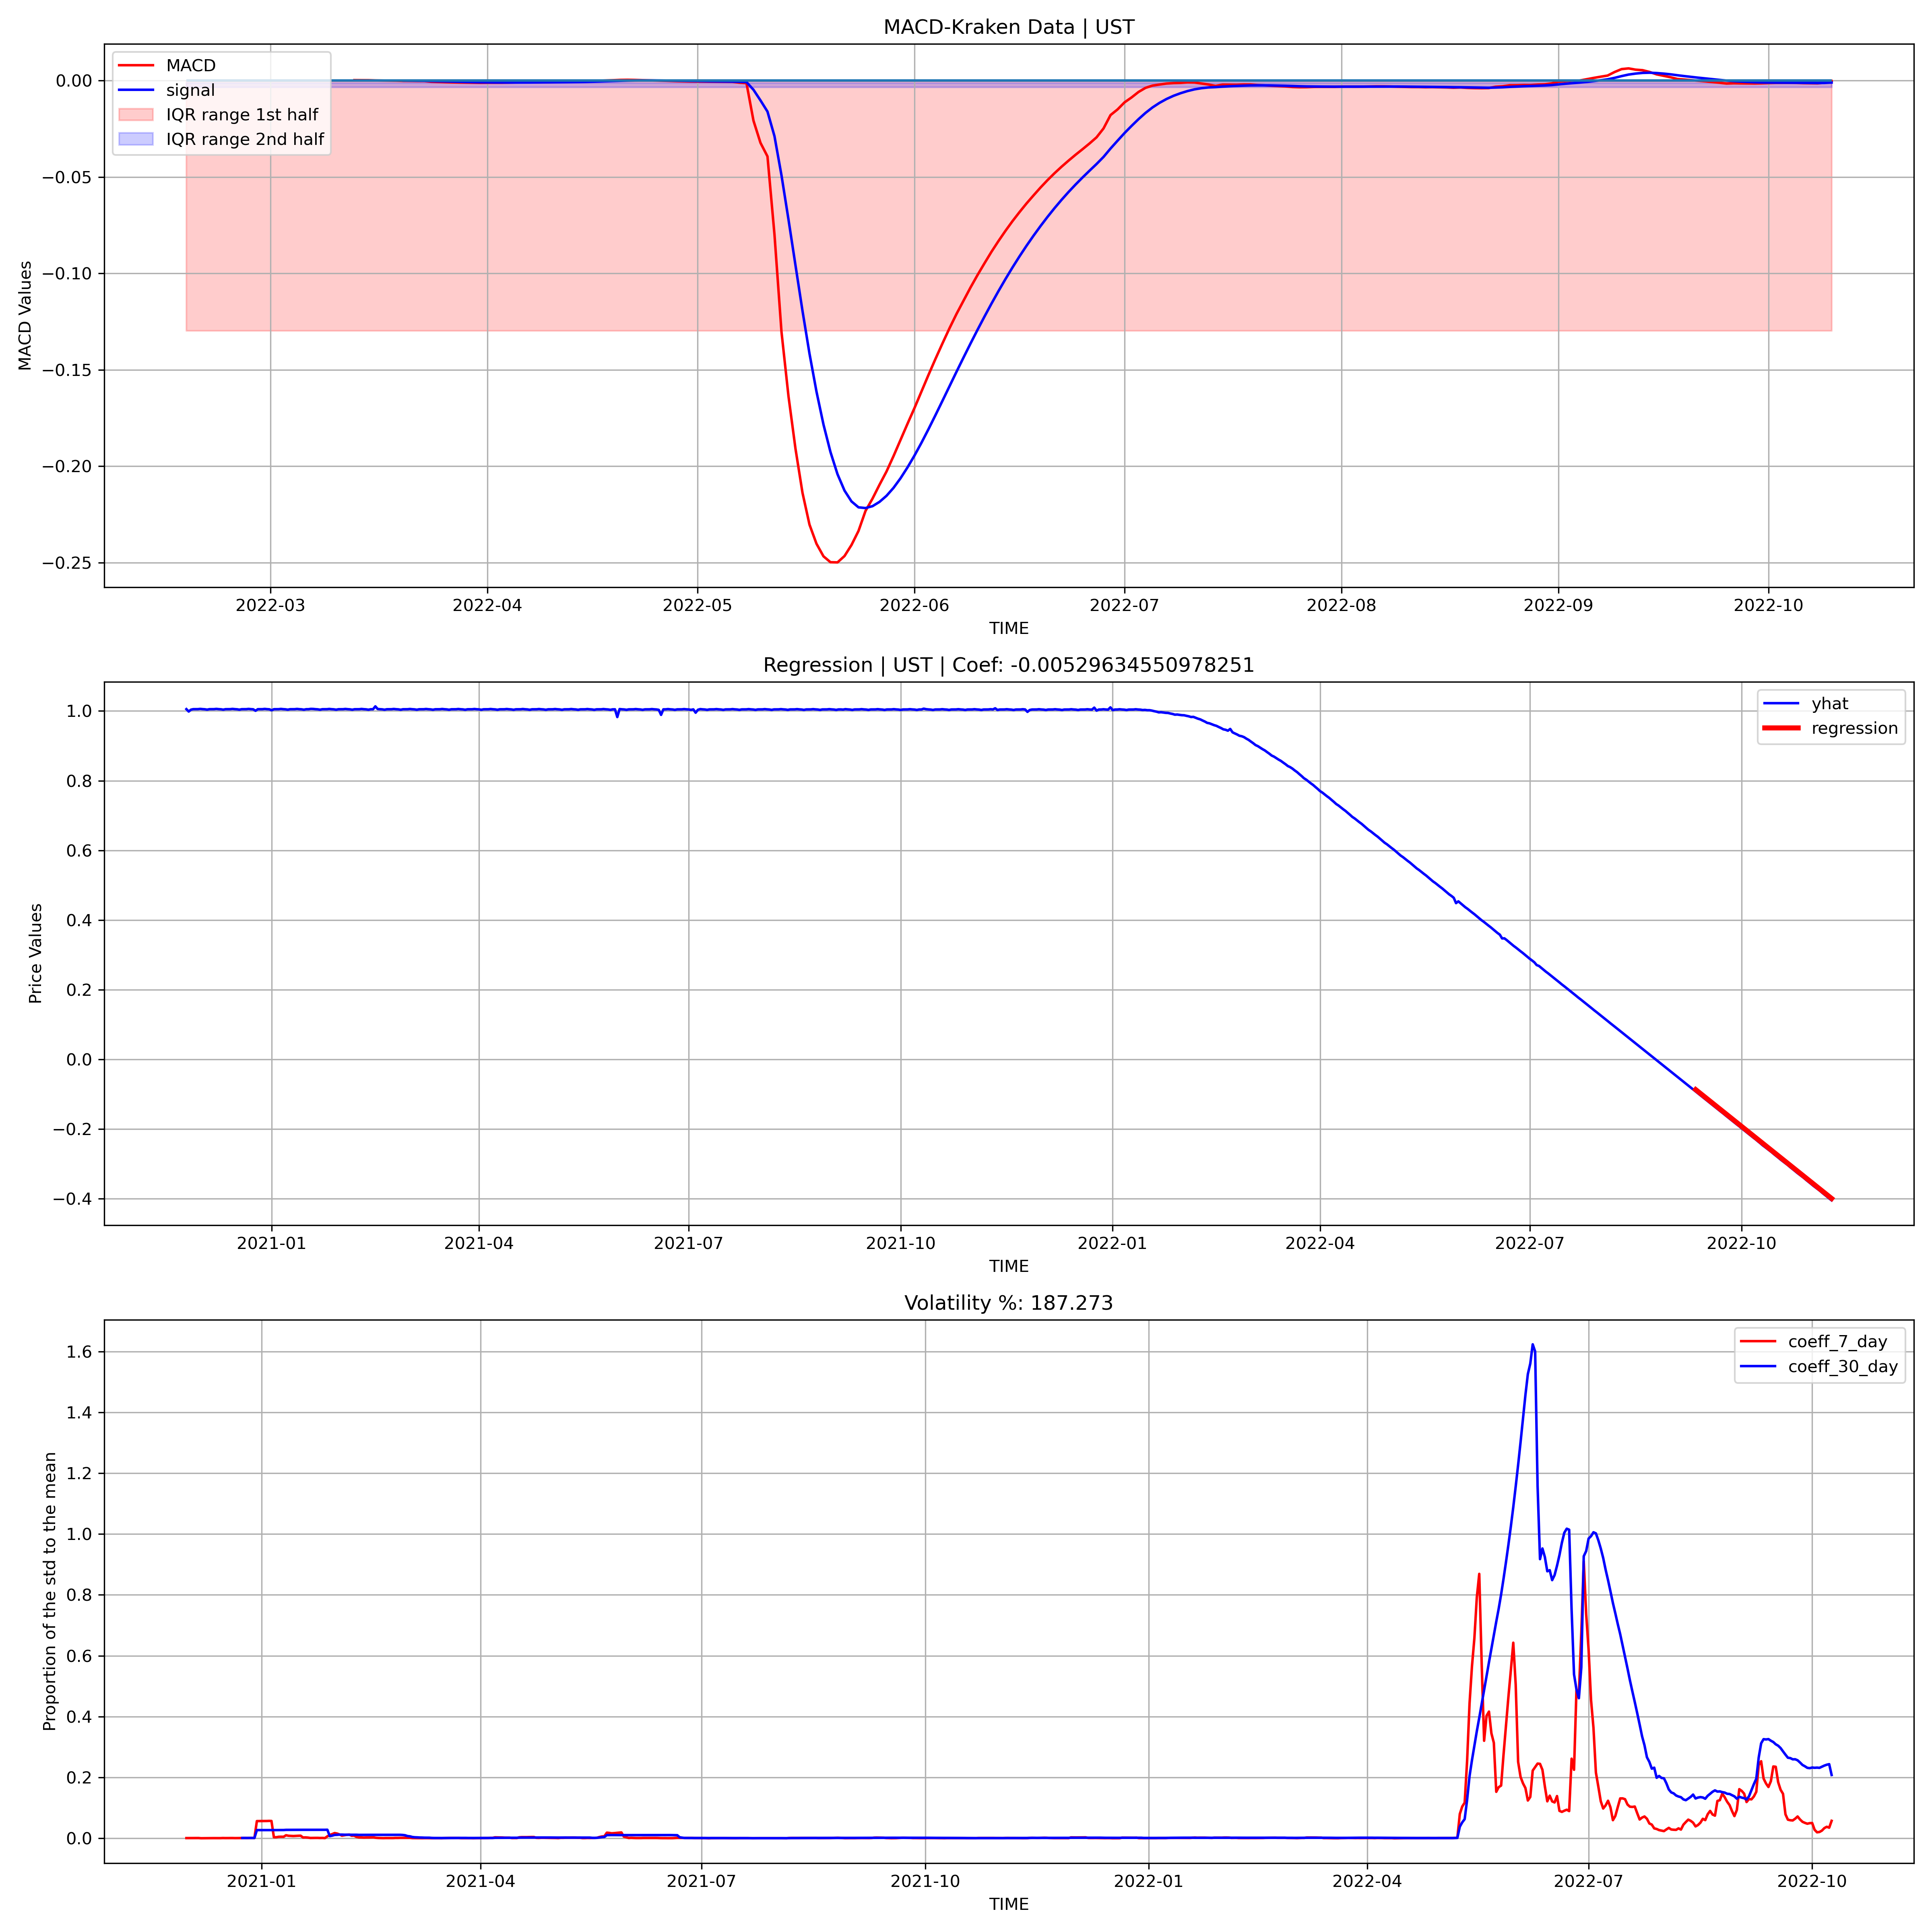 MACD-Kraken Data | UST
MACD
signal
IQR range 1st half
IQR range 2nd half
0.00
−0.05
−0.10
−0.15
−0.20
−0.25
MACD Values
2022-03 2022-04 2022-05 2022-06 2022-07 2022-08 2022-09 2022-10
TIME
Regression | UST | Coef: -0.00529634550978251
yhat
regression
1.0
0.8
0.6
0.4
0.2
0.0
−0.2
−0.4
Price Values
2021-01 2021-04 2021-07 2021-10 2022-01 2022-04 2022-07 2022-10
TIME
Volatility %: 187.273
coeff_7_day
coeff_30_day
1.6
1.4
1.2
1.0
0.8
0.6
0.4
0.2
0.0
Proportion of the std to the mean
2021-01 2021-04 2021-07 2021-10 2022-01 2022-04 2022-07 2022-10
TIME